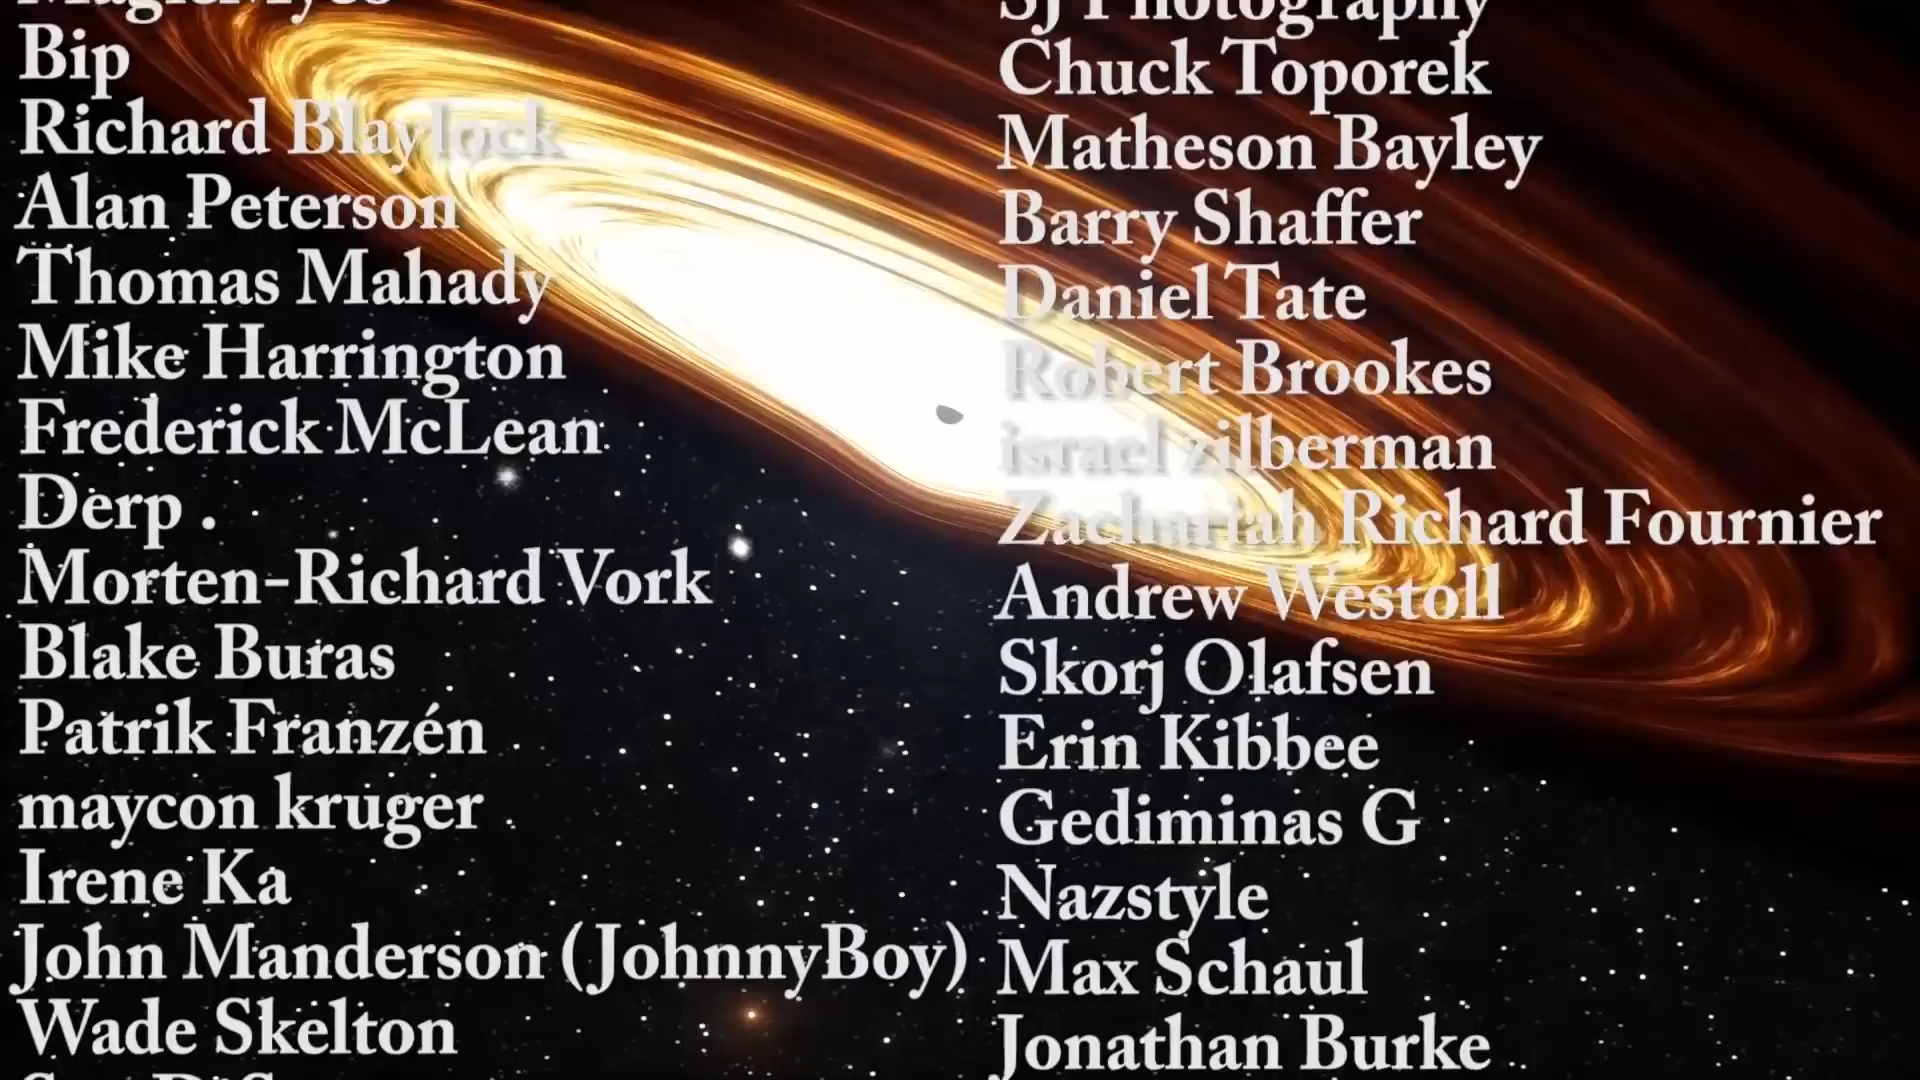 Bip
Richard Blaylock
Alan Peterson
Thomas Mahady
Mike Harrington
Frederick McLean
Derp .
Morten-Richard Vork
Blake Buras
Patrik Franzén
maycon kruger
Irene Ka
John Manderson (JohnnyBoy)
Wade Skelton
SJ Photography
Chuck Toporek
Matheson Bayley
Barry Shaffer
Daniel Tate
Robert Brookes
israel zilberman
Zachariah Richard Fournier
Andrew Westoll
Skorj Olafsen
Erin Kibbee
Gediminas G
Nazstyle
Max Schaul
Jonathan Burke